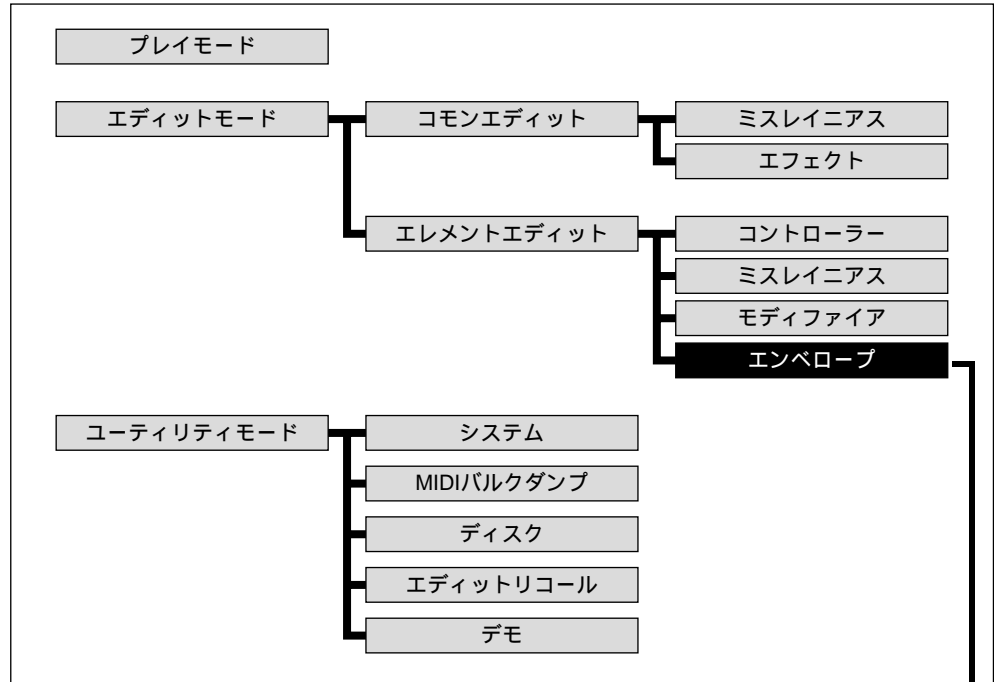 プレイモード
エディットモード
コモンエディット
ミスレイニアス
エフェクト
エレメントエディット
コントローラー
ミスレイニアス
モディファイア
エンベロープ
ユーティリティモード
システム
MIDIバルクダンプ
ディスク
エディットリコール
デモ